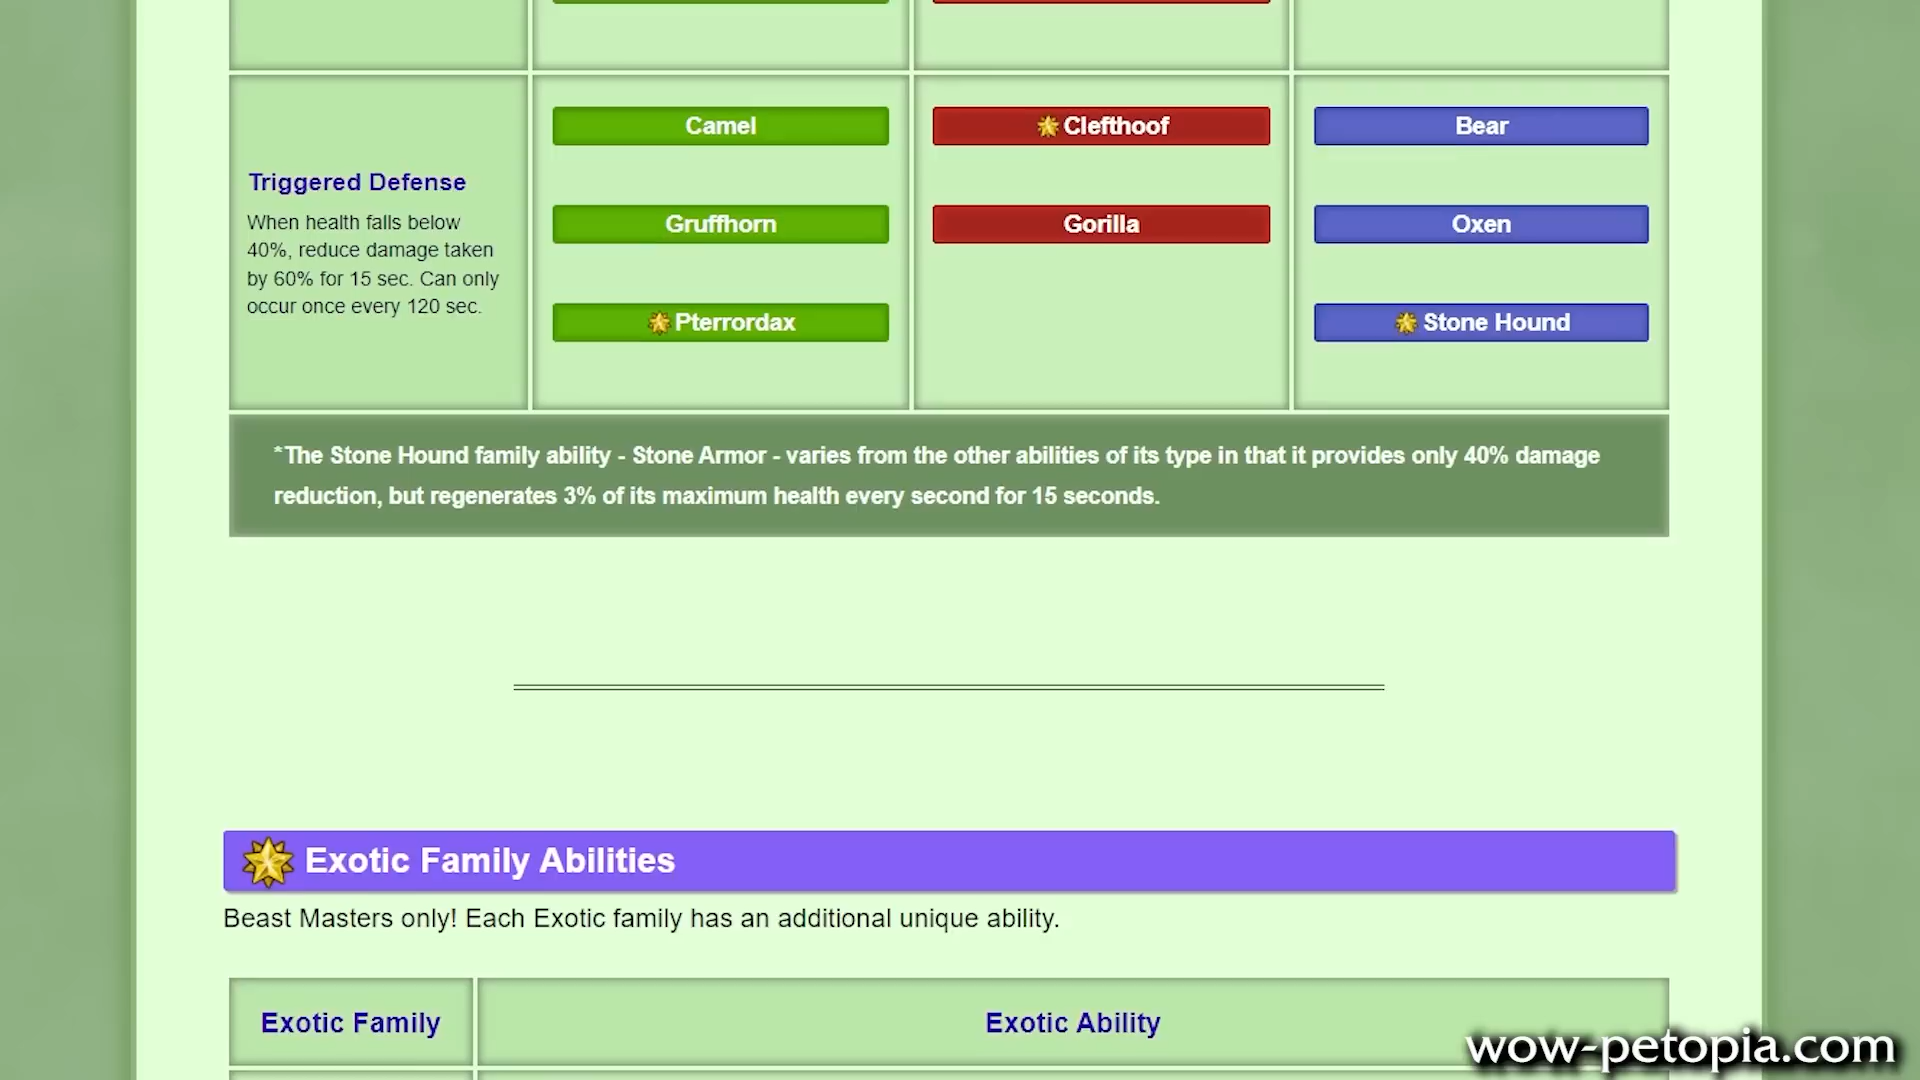 Camel
Clefthoof
Bear
Triggered Defense
When health falls below
40%, reduce damage taken
by 60% for 15 sec. Can only
occur once every 120 sec.
Gruffhorn
Gorilla
Oxen
Pterrordax
Stone Hound
*The Stone Hound family ability - Stone Armor - varies from the other abilities of its type in that it provides only 40% damage
reduction, but regenerates 3% of its maximum health every second for 15 seconds.
Exotic Family Abilities
Beast Masters only! Each Exotic family has an additional unique ability.
Exotic Family
Exotic Ability
wow-petopia.com